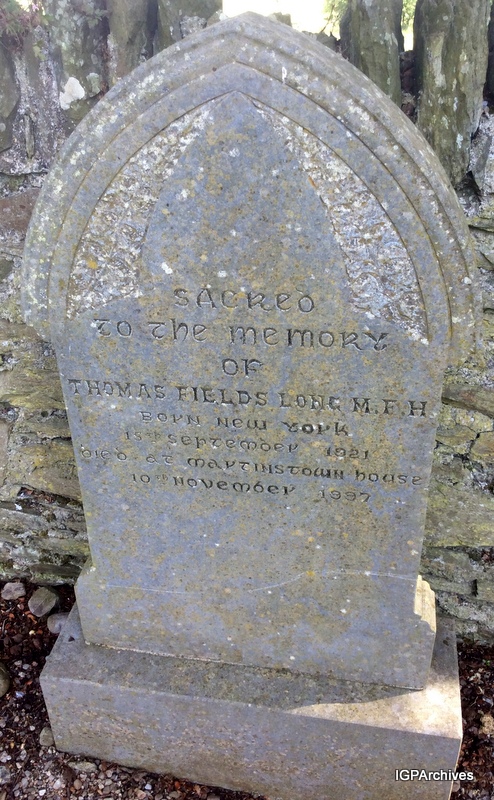 SACRED
TO THE MEMORY
OF
THOMAS FIELDS LONG M.F.H
BORN NEW YORK
15TH SEPTEMBER 1921
DIED AT MARTINSTOWN HOUSE
10TH NOVEMBER 1997
IGPArchives